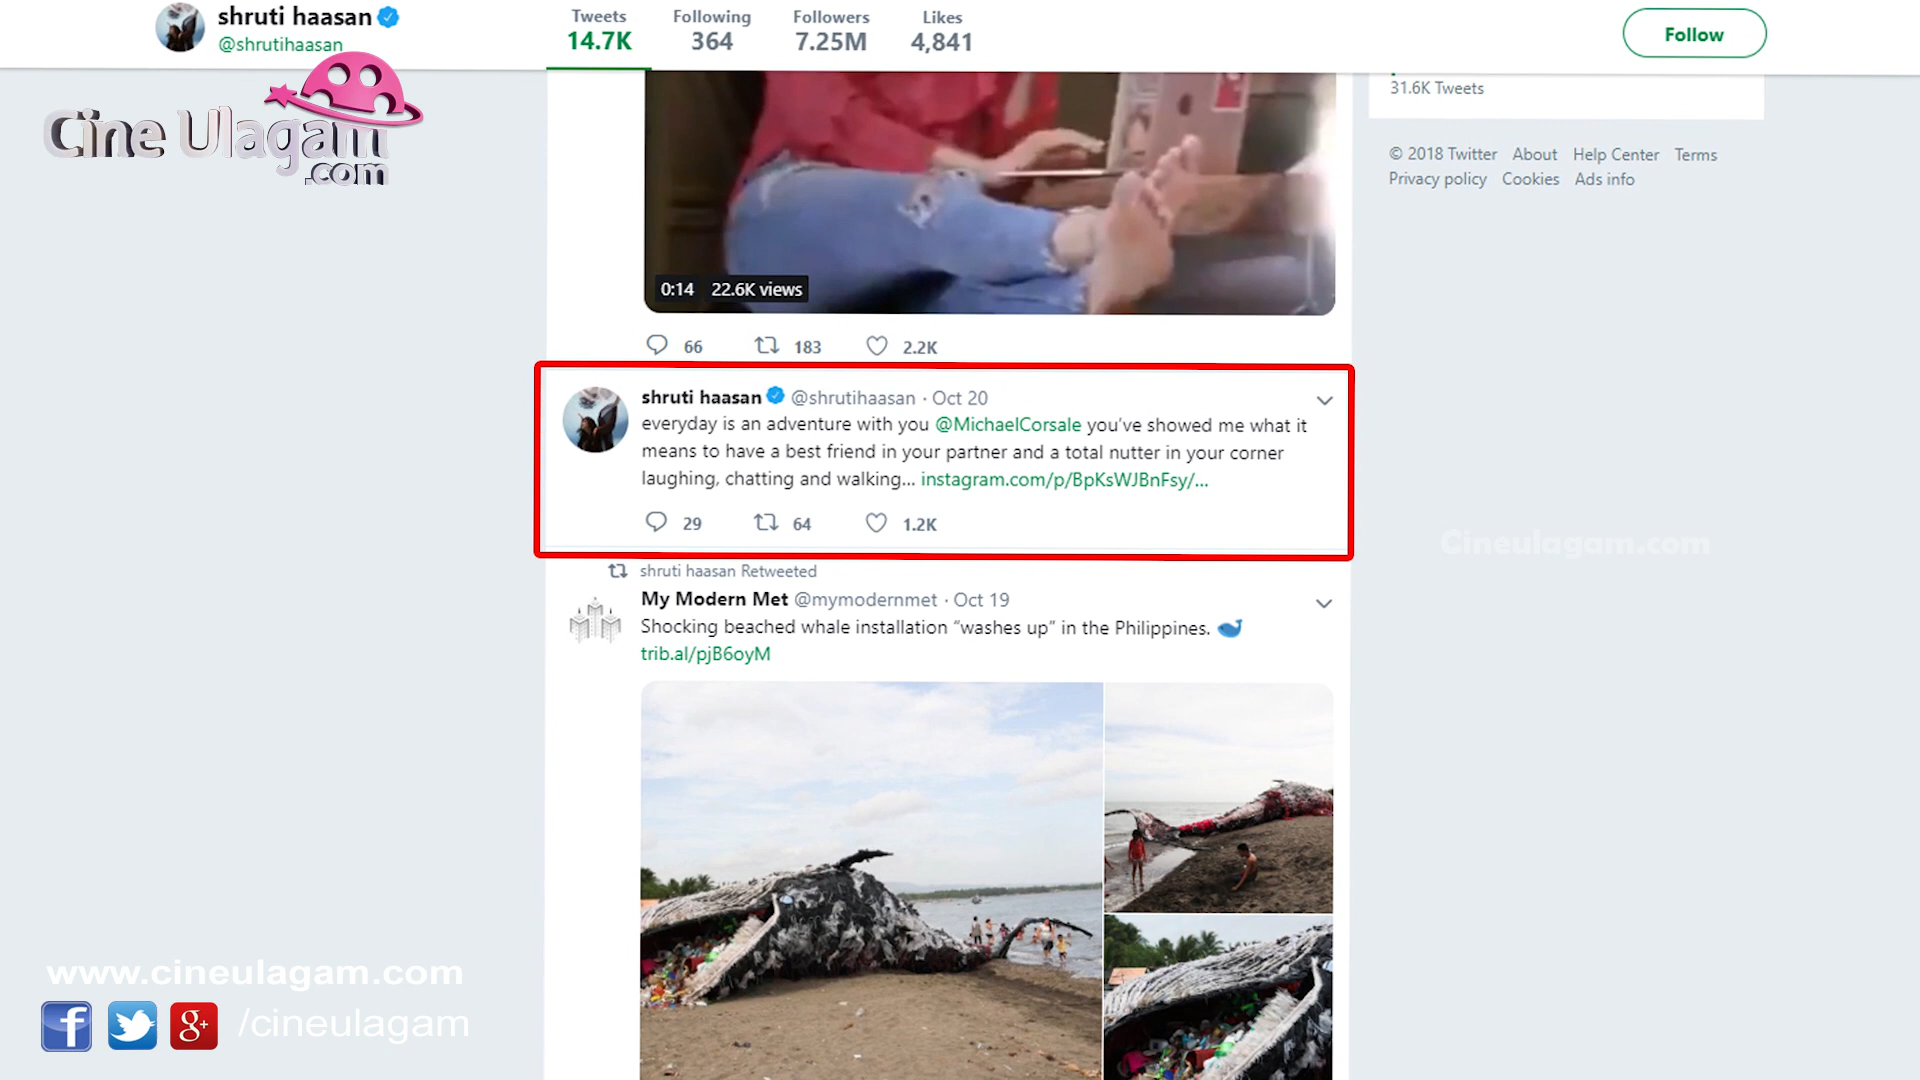 shruti haasan
@shrutihaasan
Tweets Following Followers Likes
14.7K 364 7.25M 4,841
Follow
Cine Ulagam
.com
31.6K Tweets
© 2018 Twitter About Help Center Terms
Privacy policy Cookies Ads info
0:14 22.6K views
66 183 2.2K
shruti haasan @shrutihaasan · Oct 20
everyday is an adventure with you @MichaelCorsale you’ve showed me what it
means to have a best friend in your partner and a total nutter in your corner
laughing, chatting and walking... instagram.com/p/BpKsWJBnFsy/...
29 64 1.2K
Cineulagam.com
shruti haasan Retweeted
My Modern Met @mymodernmet · Oct 19
Shocking beached whale installation “washes up” in the Philippines.
trib.al/pjB6oyM
www.cineulagam.com
f g+ /cineulagam